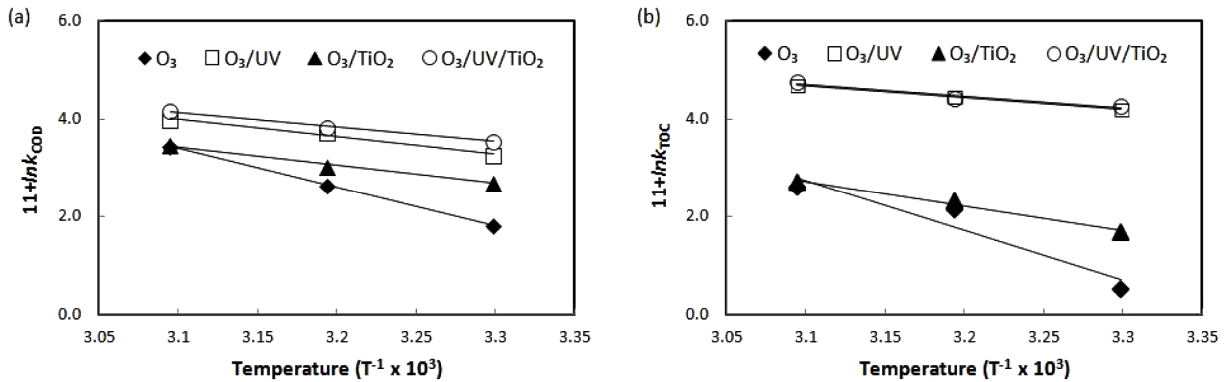 (a)
6.0
◆ O₃ □ O₃/UV ▲ O₃/TiO₂ ○ O₃/UV/TiO₂
4.0
2.0
0.0
11+lnk_COD
3.05 3.1 3.15 3.2 3.25 3.3 3.35
Temperature (T⁻¹ x 10³)
(b)
6.0
◆ O₃ □ O₃/UV ▲ O₃/TiO₂ ○ O₃/UV/TiO₂
4.0
2.0
0.0
11+lnk_TOC
3.05 3.1 3.15 3.2 3.25 3.3 3.35
Temperature (T⁻¹ x 10³)